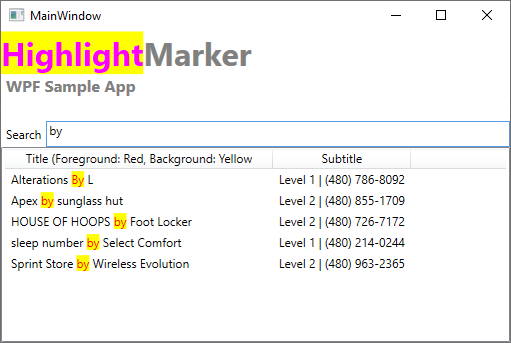 MainWindow
HighlightMarker
WPF Sample App
Search by
Title (Foreground: Red, Background: Yellow Subtitle
Alterations By L Level 1 | (480) 786-8092
Apex by sunglass hut Level 2 | (480) 855-1709
HOUSE OF HOOPS by Foot Locker Level 2 | (480) 726-7172
sleep number by Select Comfort Level 1 | (480) 214-0244
Sprint Store by Wireless Evolution Level 2 | (480) 963-2365